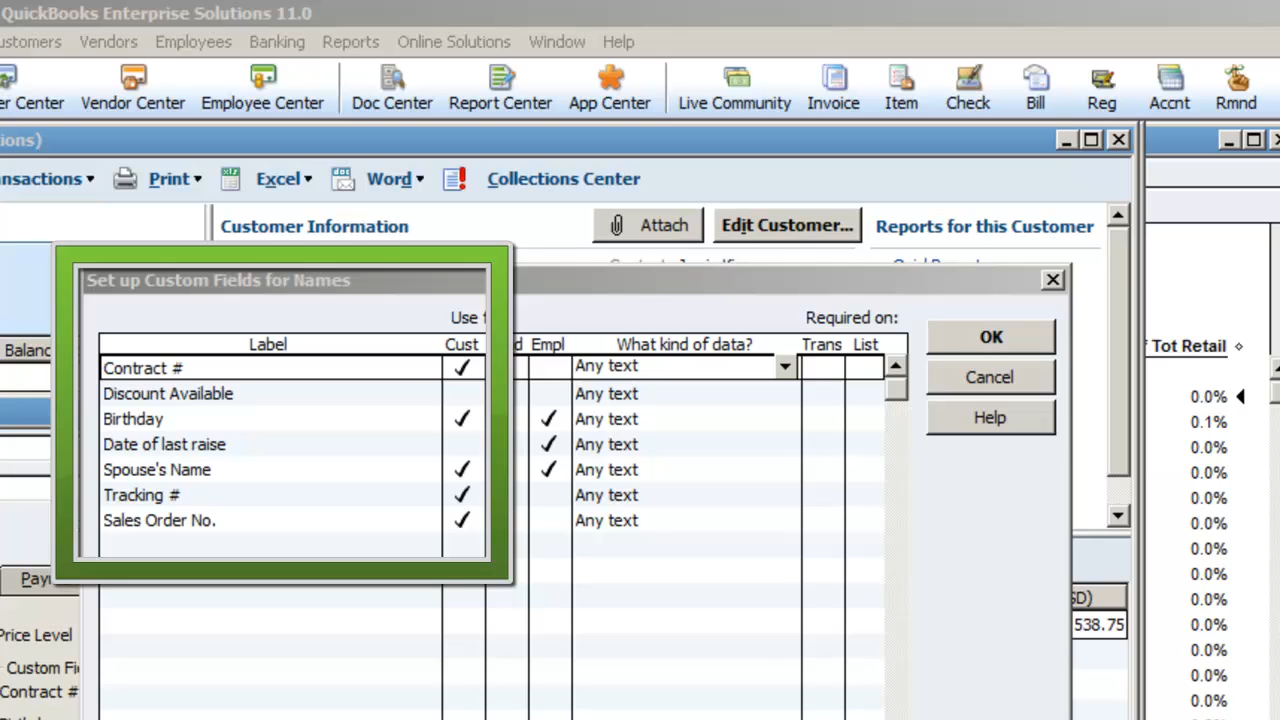 QuickBooks Enterprise Solutions 11.0
ustomers Vendors Employees Banking Reports Online Solutions Window Help
er Center Vendor Center Employee Center Doc Center Report Center App Center Live Community Invoice Item Check Bill Reg Accnt Rmnd
ions)
nsactions Print Excel Word Collections Center
Customer Information Attach Edit Customer... Reports for this Customer
Set up Custom Fields for Names
Use f Required on:
Label Cust d Empl What kind of data? Trans List
Contract # Any text
Discount Available Any text
Birthday Any text
Date of last raise Any text
Spouse's Name Any text
Tracking # Any text
Sales Order No. Any text
OK
Cancel
Help
Balanc
Payr
Price Level
Custom Fi
Contract #
SD)
538.75
Tot Retail
0.0%
0.1%
0.0%
0.0%
0.0%
0.0%
0.0%
0.0%
0.0%
0.0%
0.0%
0.0%
0.0%